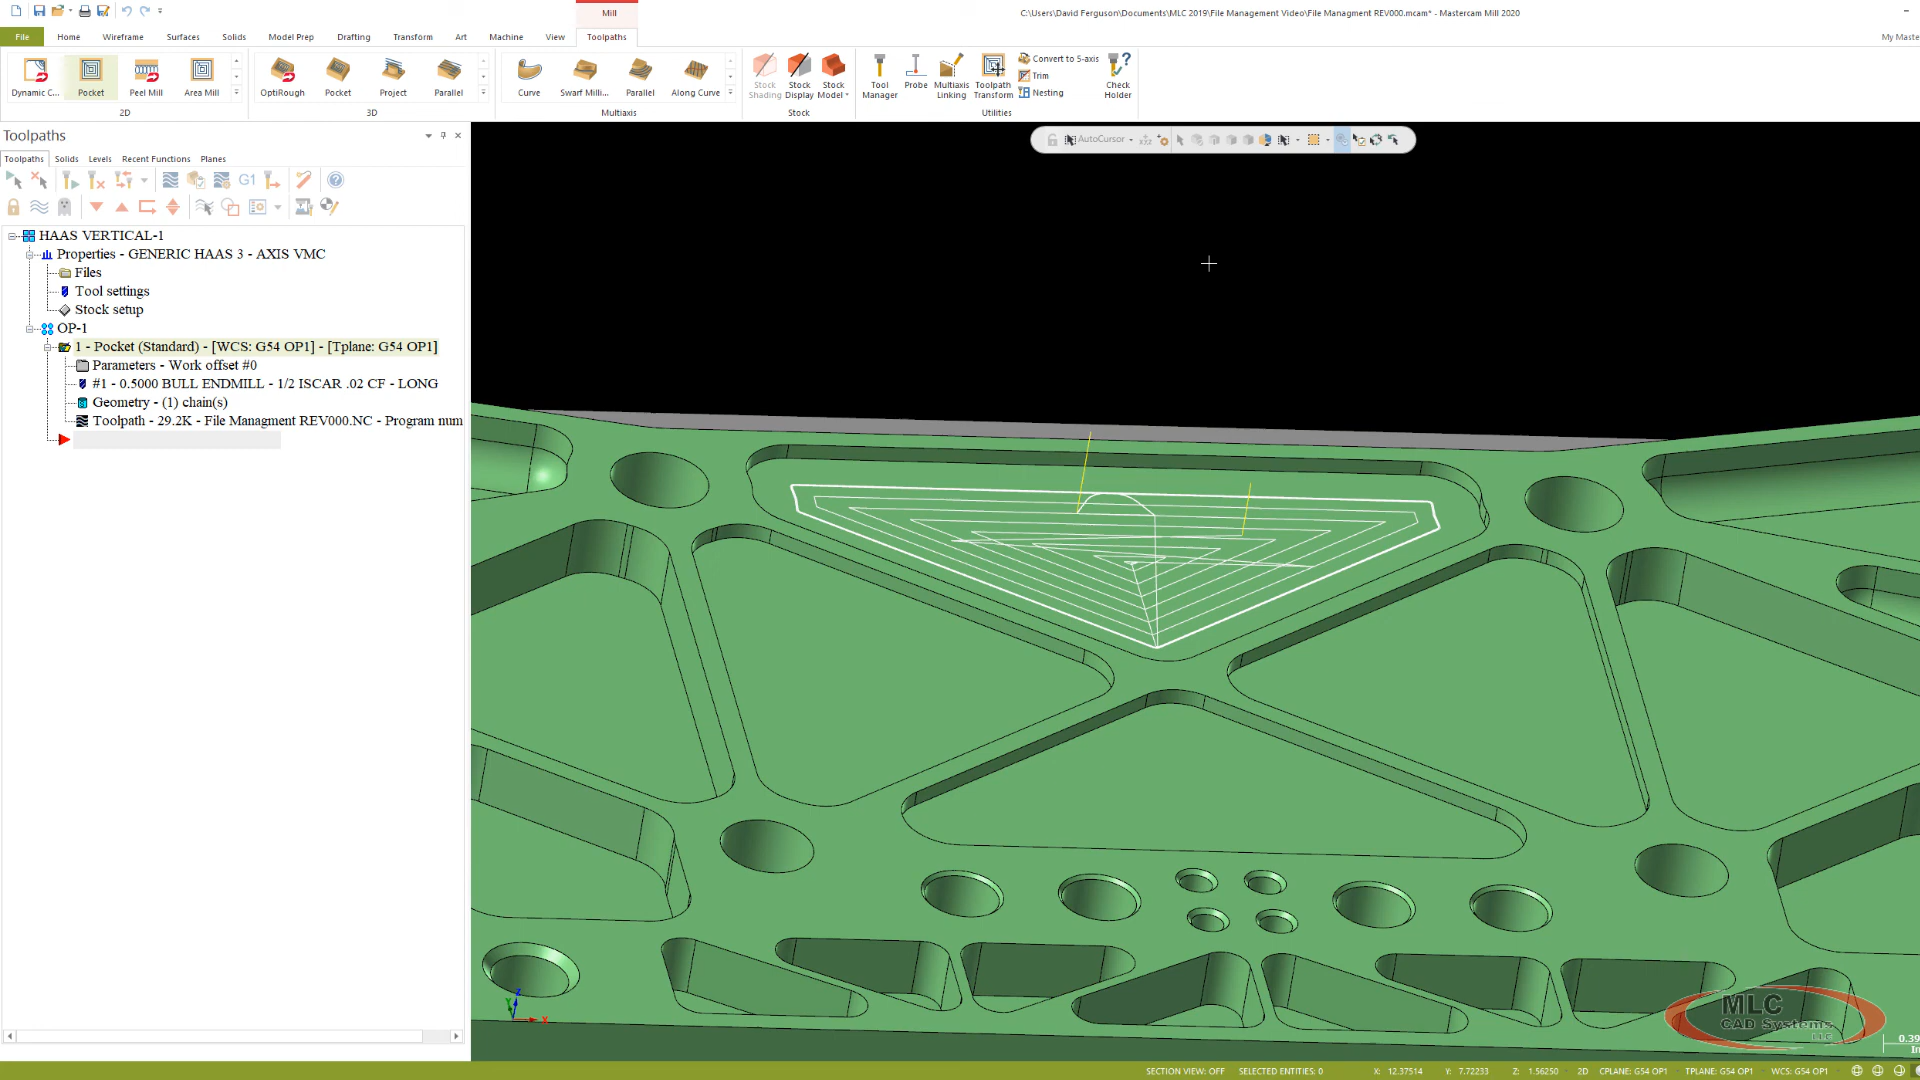 Mill
C:\Users\David Ferguson\Documents\MLC 2019\File Management Video\File Managment REV000.mcam* - Mastercam Mill 2020
File Home Wireframe Surfaces Solids Model Prep Drafting Transform Art Machine View Toolpaths
My Maste
Dynamic C... Pocket Peel Mill Area Mill
OptiRough Pocket Project Parallel
Curve Swarf Milli... Parallel Along Curve
Stock Shading Stock Display Stock Model
Tool Manager Probe Multiaxis Linking Toolpath Transform
Convert to 5-axis
Trim
Nesting
Check Holder
2D 3D Multiaxis Stock Utilities
Toolpaths
Toolpaths Solids Levels Recent Functions Planes
AutoCursor
G1
HAAS VERTICAL-1
Properties - GENERIC HAAS 3 - AXIS VMC
Files
Tool settings
Stock setup
OP-1
1 - Pocket (Standard) - [WCS: G54 OP1] - [Tplane: G54 OP1]
Parameters - Work offset #0
#1 - 0.5000 BULL ENDMILL - 1/2 ISCAR .02 CF - LONG
Geometry - (1) chain(s)
Toolpath - 29.2K - File Managment REV000.NC - Program num
Z
Y
X
MLC
CAD Systems
LLC
0.39
In
SECTION VIEW: OFF SELECTED ENTITIES: 0 X: 12.37514 Y: 7.72233 Z: 1.56250 2D CPLANE: G54 OP1 TPLANE: G54 OP1 WCS: G54 OP1